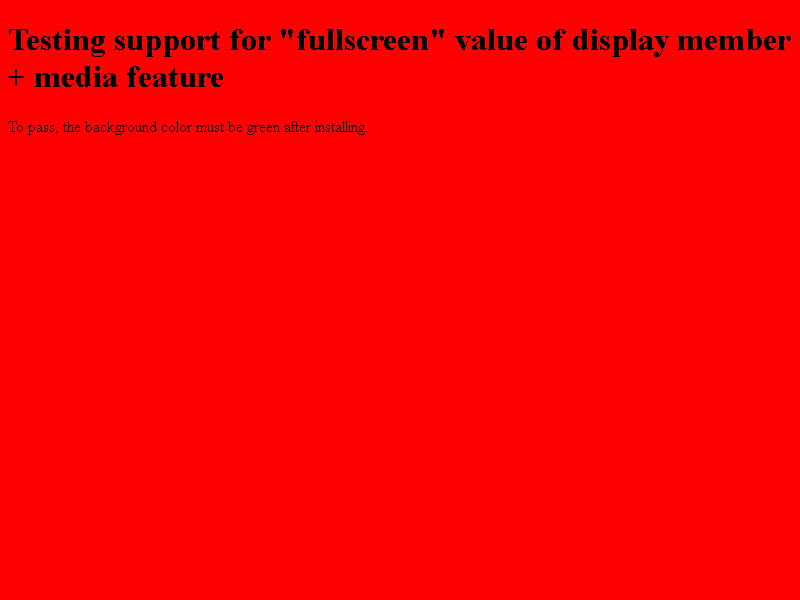 Testing support for "fullscreen" value of display member
+ media feature
To pass, the background color must be green after installing.